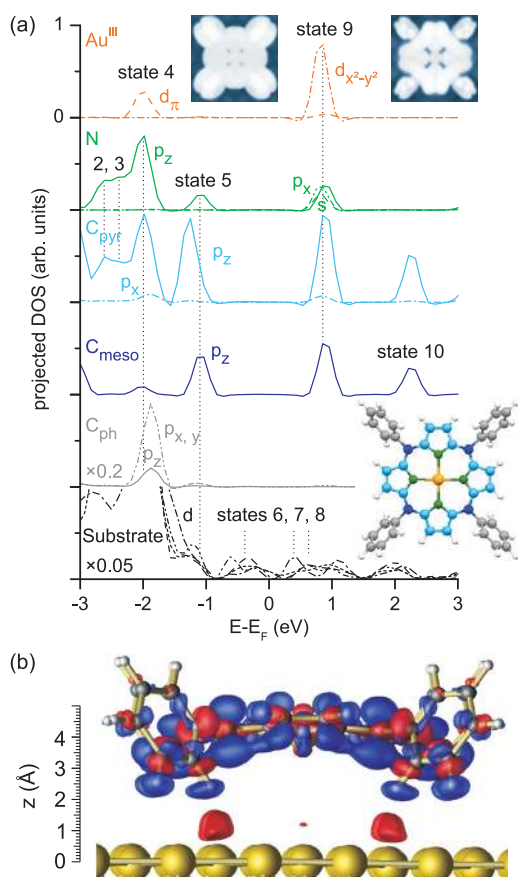 (a)
Au^III
state 4
d_π
state 9
d_x²-y²
1
0
N
2, 3
p_z
state 5
p_x
s
C_pyr
p_x
p_z
C_meso
p_z
state 10
C_ph
×0.2
p_x, y
p_z
Substrate
×0.05
d
states 6, 7, 8
projected DOS (arb. units)
-3 -2 -1 0 1 2 3
E-E_F (eV)
(b)
z (Å)
4
3
2
1
0